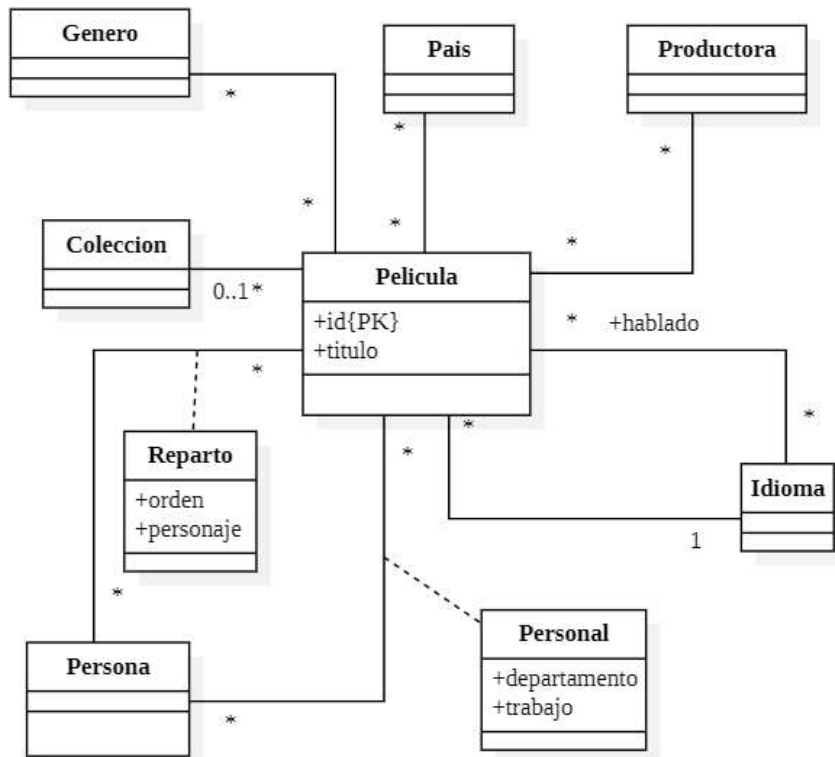 Genero
Pais
Productora
*
*
*
*
*
*
Coleccion
0..1*
Pelicula
+id{PK}
+titulo
*
+hablado
*
*
*
*
Reparto
+orden
+personaje
Idioma
1
*
Personal
+departamento
+trabajo
Persona
*